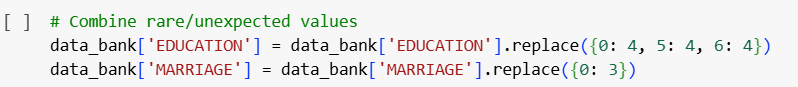 [ ] # Combine rare/unexpected values
data_bank['EDUCATION'] = data_bank['EDUCATION'].replace({0: 4, 5: 4, 6: 4})
data_bank['MARRIAGE'] = data_bank['MARRIAGE'].replace({0: 3})